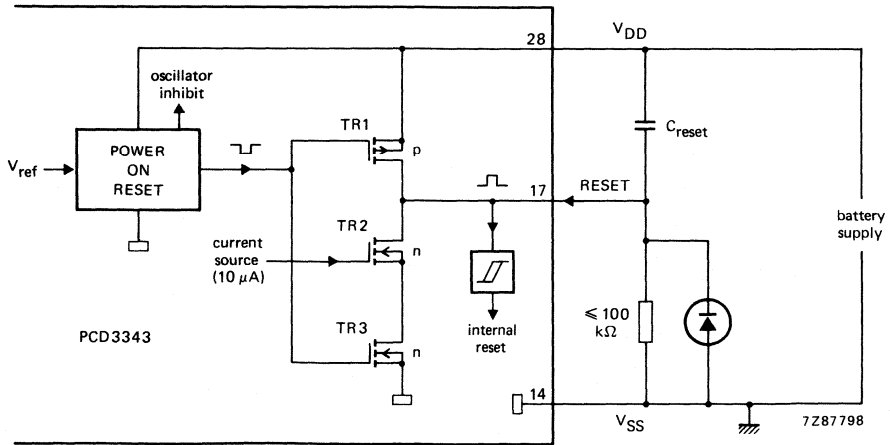 28
V_DD
oscillator
inhibit
TR1
p
C_reset
POWER
ON
RESET
V_ref
17
RESET
battery
supply
TR2
n
current
source
(10 μA)
⩽ 100
kΩ
internal
reset
TR3
n
PCD3343
14
V_SS
7Z87798